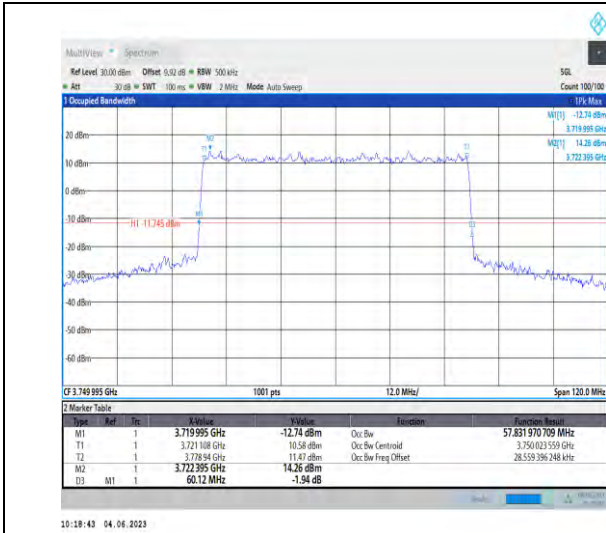 MultiView Spectrum
Ref Level 30.00 dBm Offset 9.92 dB RBW 500 kHz SGL
Att 30 dB SWT 100 ms VBW 2 MHz Mode Auto Sweep Count 100/100
1 Occupied Bandwidth 1Pk Max
M1[1] -12.74 dBm
3.719 995 GHz
M2[1] 14.26 dBm
3.722 395 GHz
20 dBm
M2
T1
T2
10 dBm
0 dBm
-10 dBm
M1
H1 -11.745 dBm
D3
-20 dBm
-30 dBm
-40 dBm
-50 dBm
-60 dBm
CF 3.749 995 GHz 1001 pts 12.0 MHz/ Span 120.0 MHz
2 Marker Table
Type Ref Trc X-Value Y-Value Function Function Result
M1 1 3.719 995 GHz -12.74 dBm Occ Bw 57.831 970 709 MHz
T1 1 3.721 108 GHz 10.58 dBm Occ Bw Centroid 3.750 023 559 GHz
T2 1 3.778 94 GHz 11.47 dBm Occ Bw Freq Offset 28.559 396 248 kHz
M2 1 3.722 395 GHz 14.26 dBm
D3 M1 1 60.12 MHz -1.94 dB
10:18:43 04.06.2023